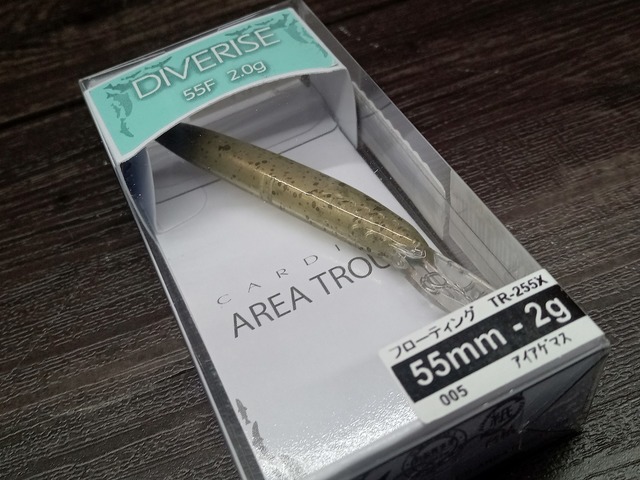 DIVERISE
55F 2.0g
CARDI
AREA TROU
フローティング TR-255X
55mm - 2g
005 アイアゲマス